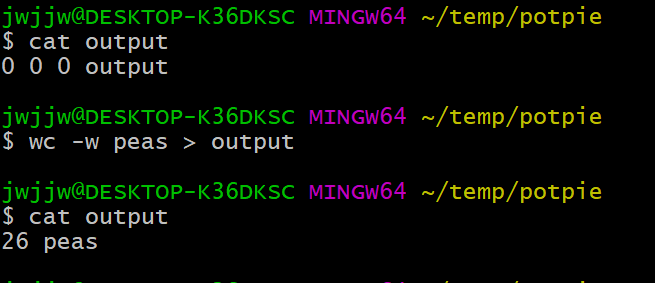 jwjjw@DESKTOP-K36DKSC MINGW64 ~/temp/potpie
$ cat output
0 0 0 output
jwjjw@DESKTOP-K36DKSC MINGW64 ~/temp/potpie
$ wc -w peas > output
jwjjw@DESKTOP-K36DKSC MINGW64 ~/temp/potpie
$ cat output
26 peas